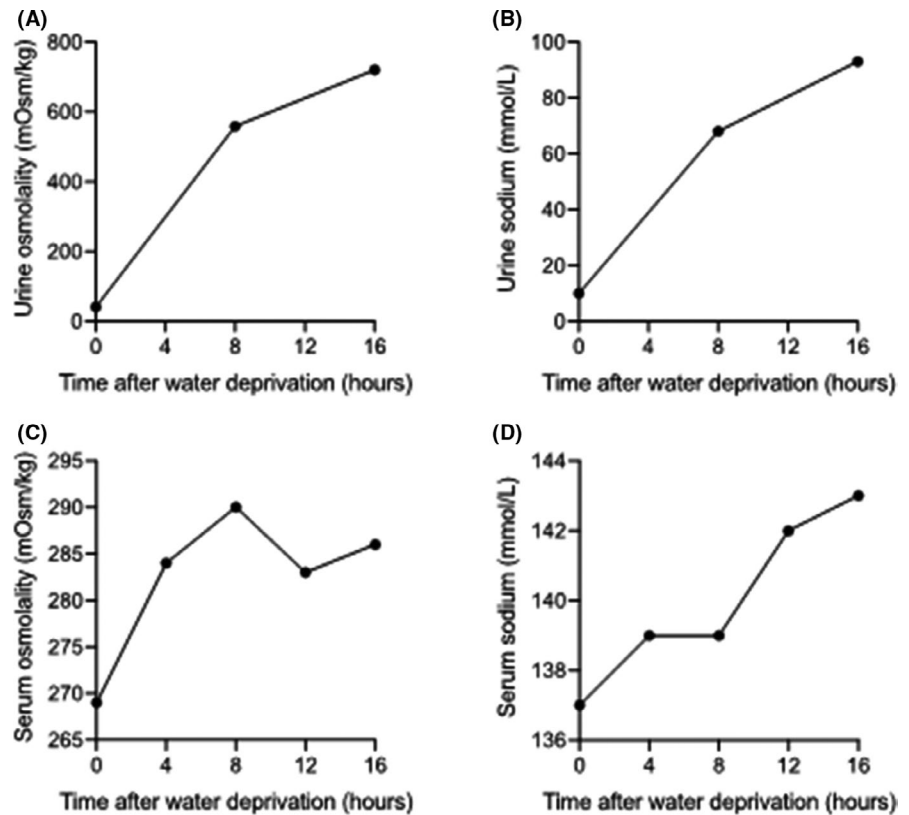 (A)
Urine osmolality (mOsm/kg)
800
600
400
200
0
0 4 8 12 16
Time after water deprivation (hours)
(B)
Urine sodium (mmol/L)
100
80
60
40
20
0
0 4 8 12 16
Time after water deprivation (hours)
(C)
Serum osmolality (mOsm/kg)
295
290
285
280
275
270
265
0 4 8 12 16
Time after water deprivation (hours)
(D)
Serum sodium (mmol/L)
144
142
140
138
136
0 4 8 12 16
Time after water deprivation (hours)